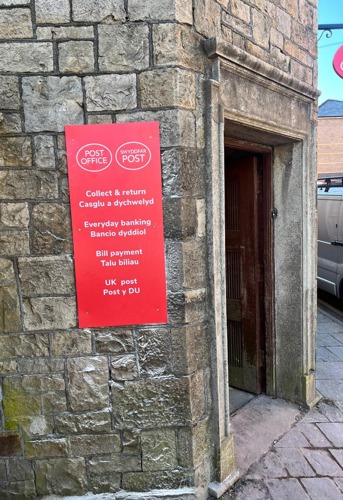 POST OFFICE
SWYDDFA'R POST
Collect & return
Casglu a dychwelyd
Everyday banking
Bancio dyddiol
Bill payment
Talu biliau
UK post
Post y DU